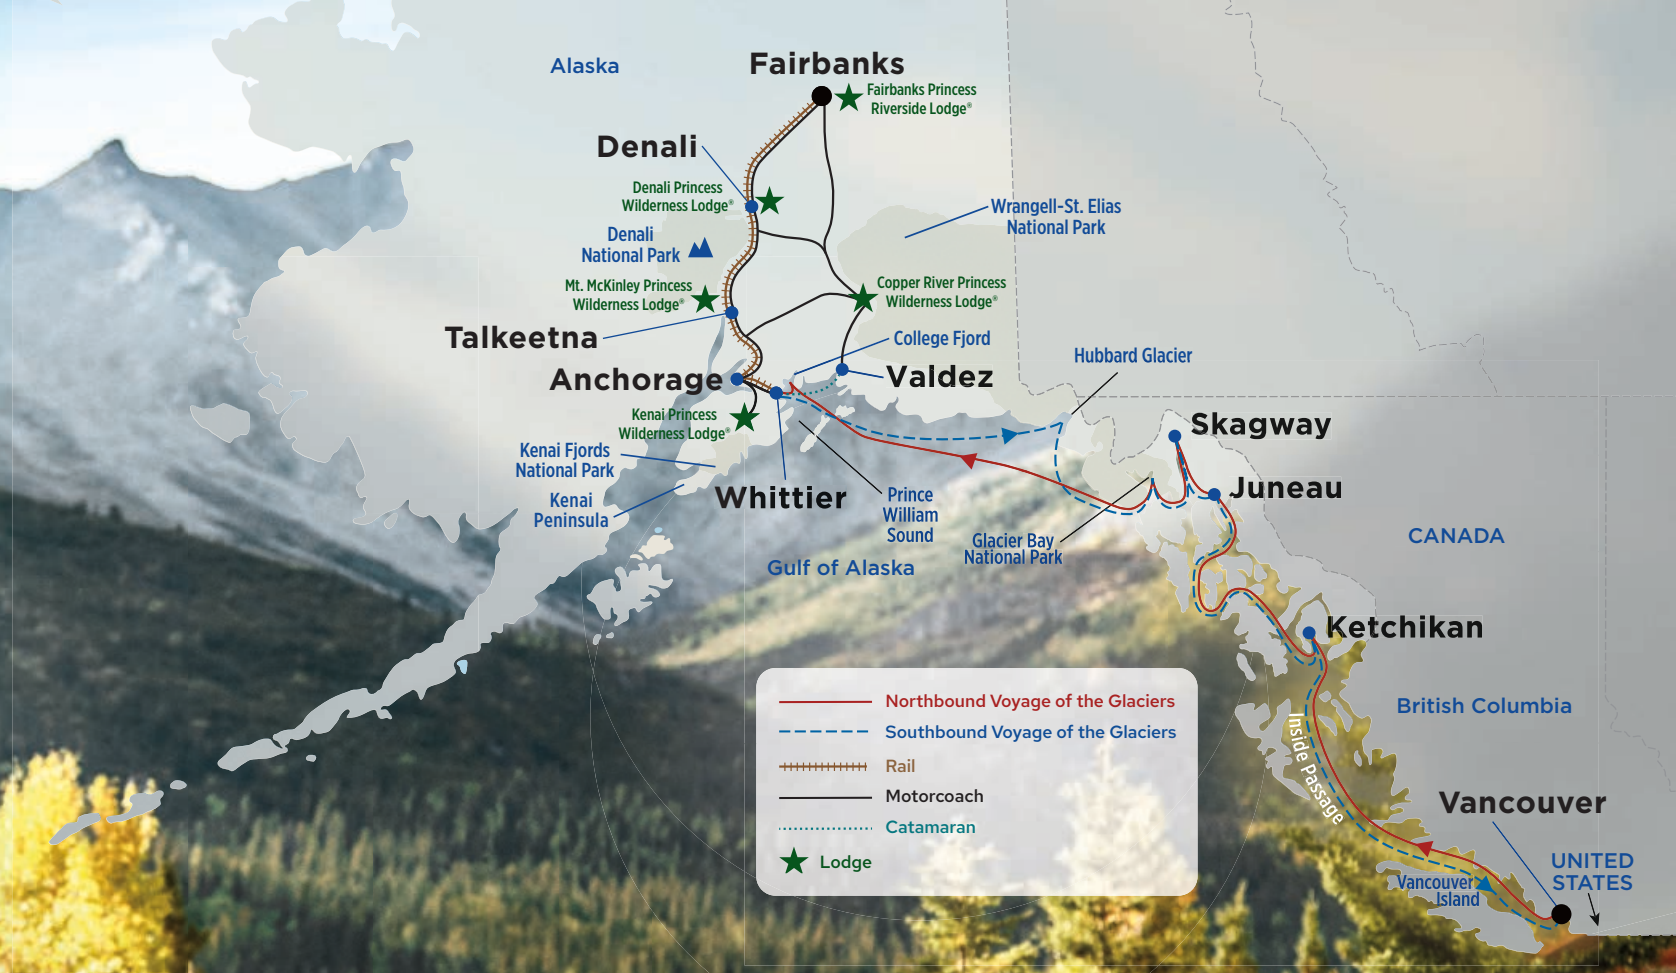 Alaska
Fairbanks
Fairbanks Princess
Riverside Lodge®
Denali
Denali Princess
Wilderness Lodge®
Denali
National Park
Wrangell-St. Elias
National Park
Mt. McKinley Princess
Wilderness Lodge®
Copper River Princess
Wilderness Lodge®
Talkeetna
College Fjord
Hubbard Glacier
Anchorage
Valdez
Kenai Princess
Wilderness Lodge®
Skagway
Kenai Fjords
National Park
Kenai
Peninsula
Whittier
Prince
William
Sound
Juneau
Glacier Bay
National Park
Gulf of Alaska
CANADA
Ketchikan
British Columbia
Inside Passage
Northbound Voyage of the Glaciers
Southbound Voyage of the Glaciers
Rail
Motorcoach
Catamaran
Lodge
Vancouver
UNITED
STATES
Vancouver
Island